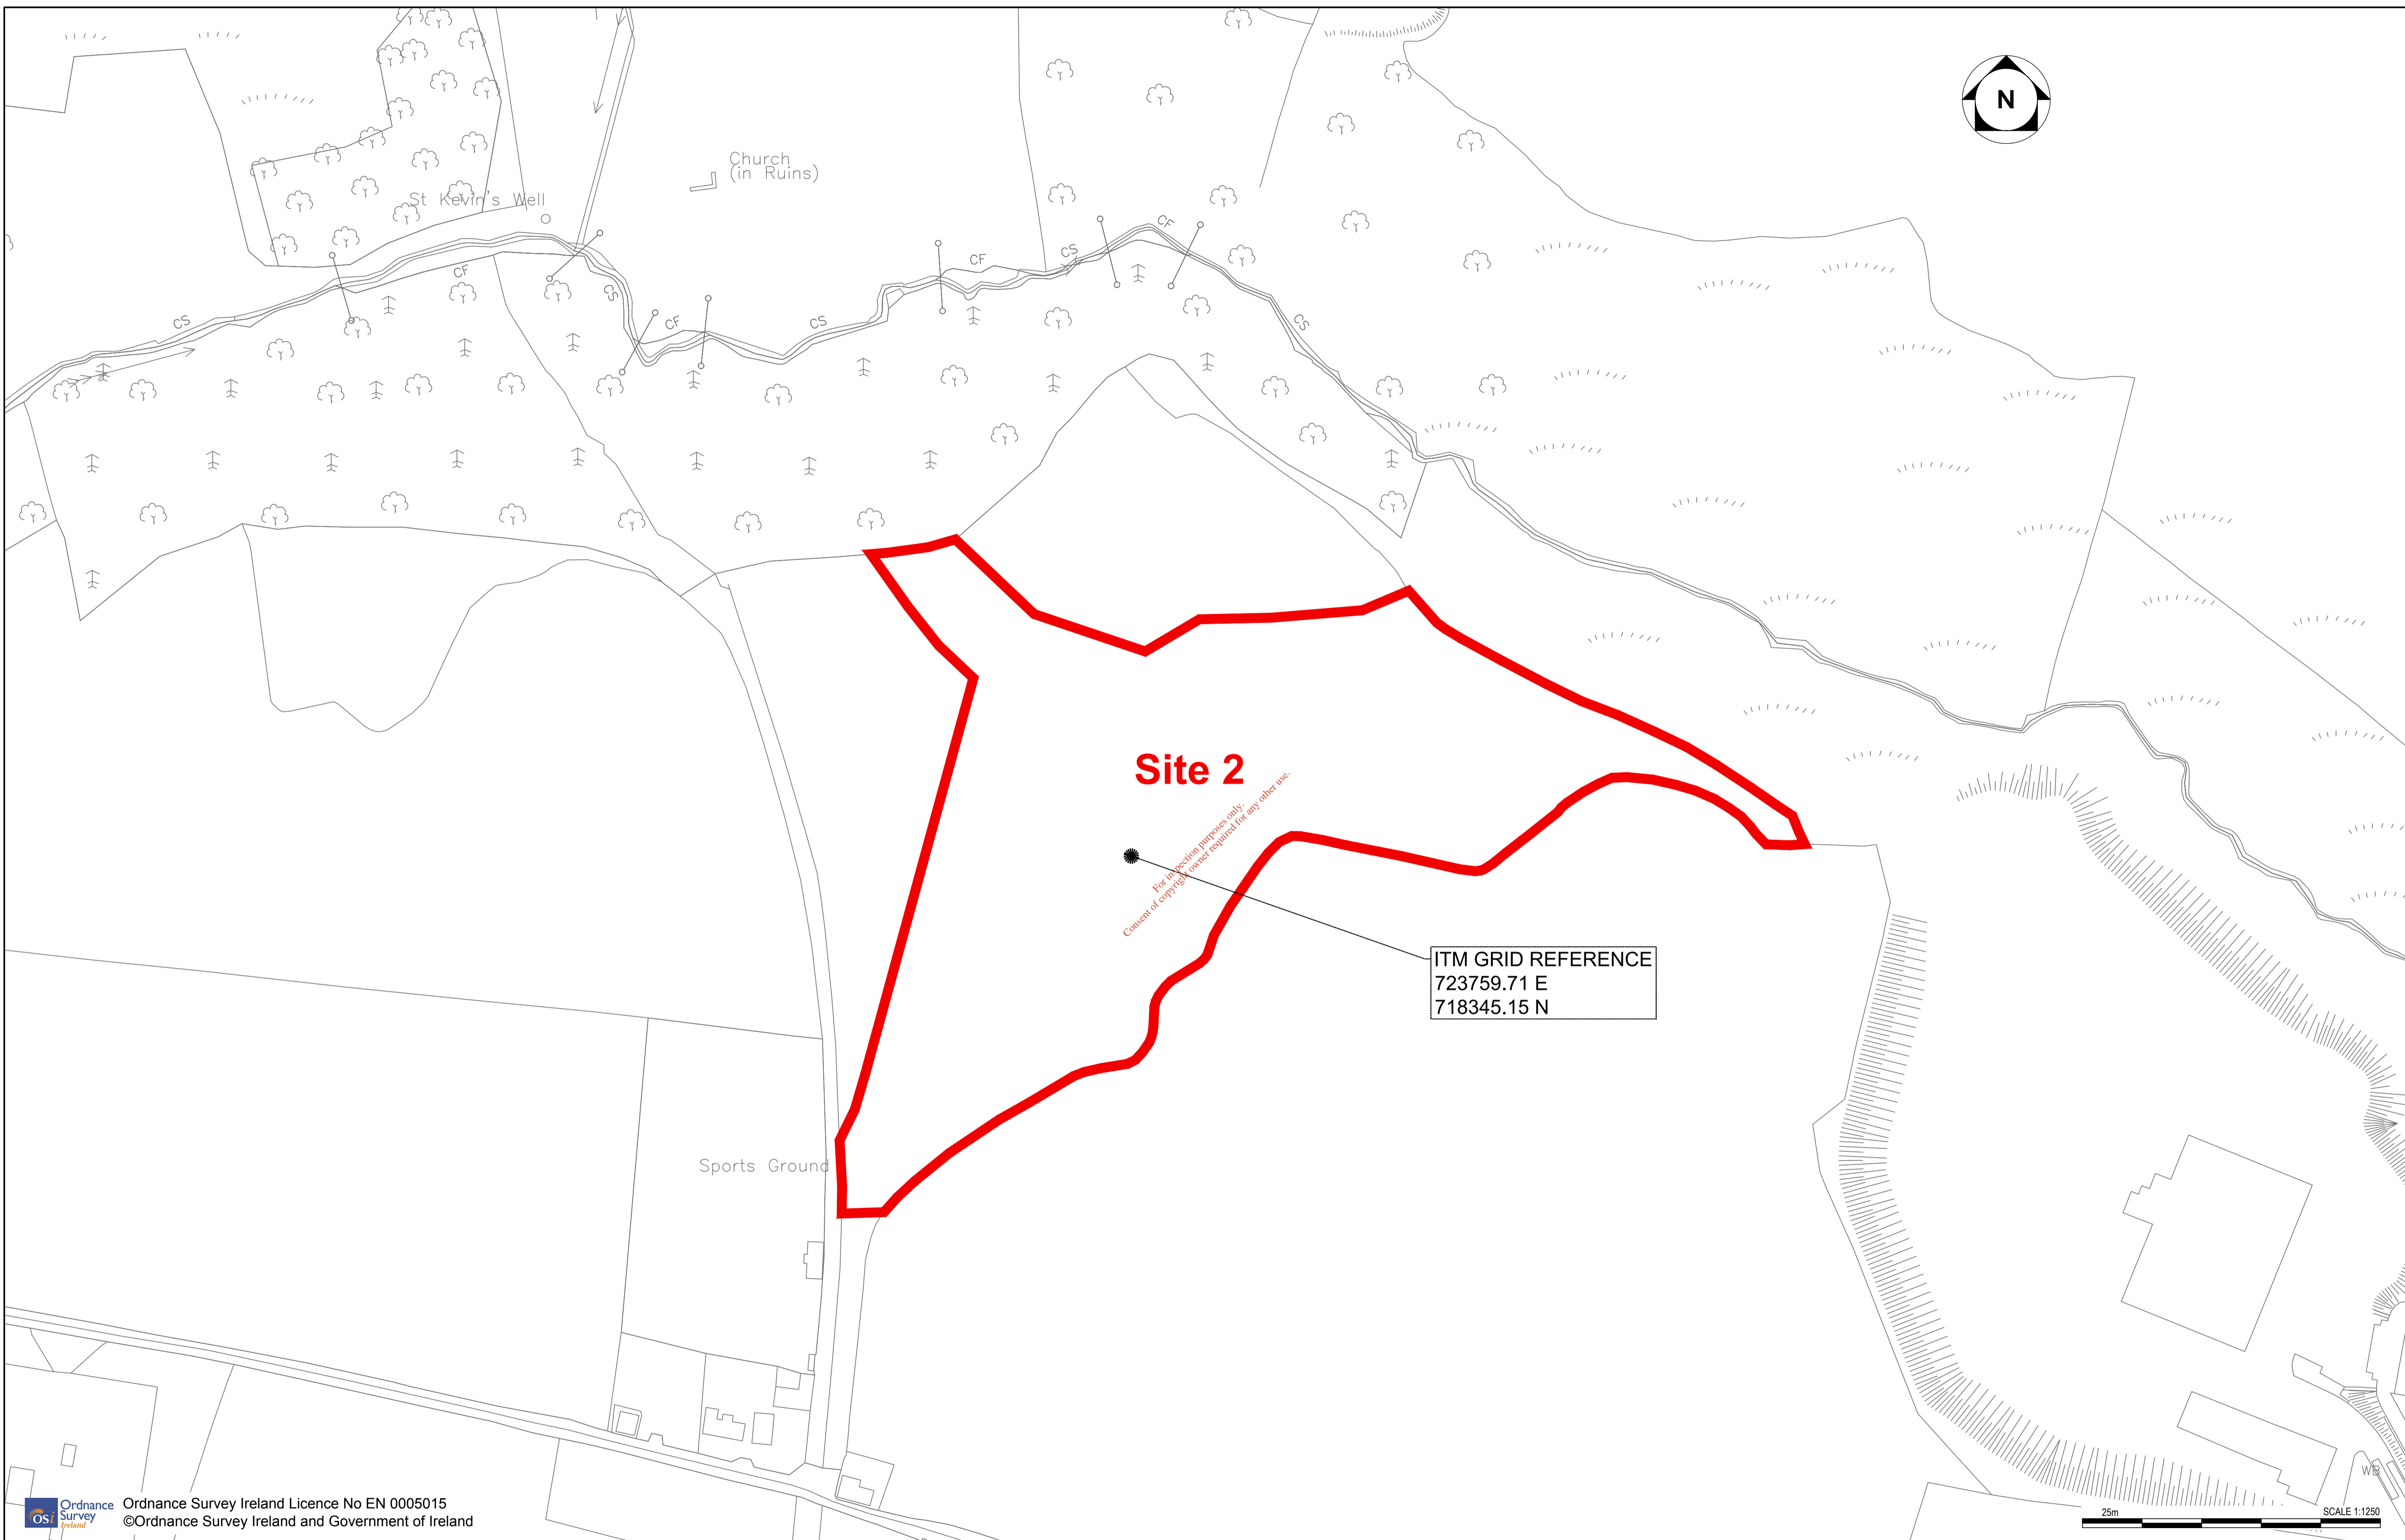 N
Church
(in Ruins)
St Kevin's Well
CF
CS
CF
CS
CF
CS
CS
CF
CS
CS
Site 2
For inspection purposes only.
Consent of copyright owner required for any other use.
ITM GRID REFERENCE
723759.71 E
718345.15 N
Sports Ground
WB
Ordnance
Survey
Ireland
osi
Ordnance Survey Ireland Licence No EN 0005015
©Ordnance Survey Ireland and Government of Ireland
25m
SCALE 1:1250